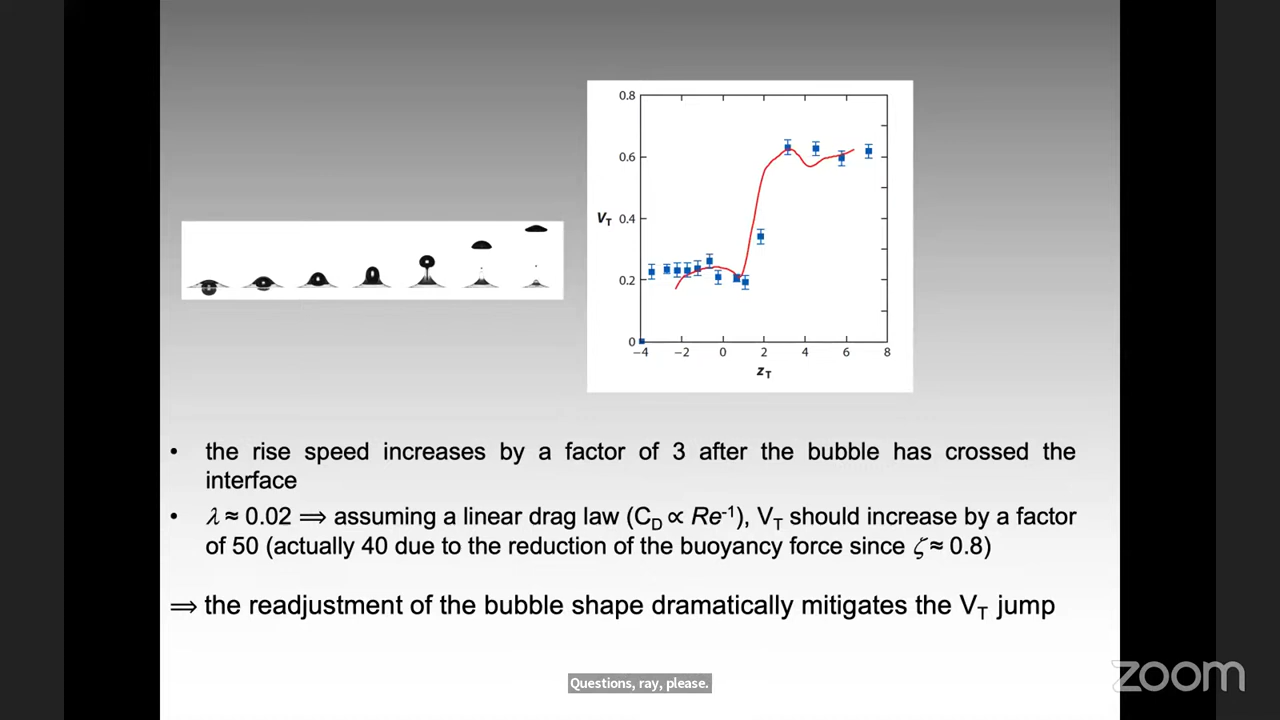 0.8
0.6
V_T 0.4
0.2
0
−4 −2 0 2 4 6 8
z_T
• the rise speed increases by a factor of 3 after the bubble has crossed the
interface
• λ ≈ 0.02 ⟹ assuming a linear drag law (C_D ∝ Re⁻¹), V_T should increase by a factor
of 50 (actually 40 due to the reduction of the buoyancy force since ζ ≈ 0.8)
⟹ the readjustment of the bubble shape dramatically mitigates the V_T jump
Questions, ray, please.
zoom